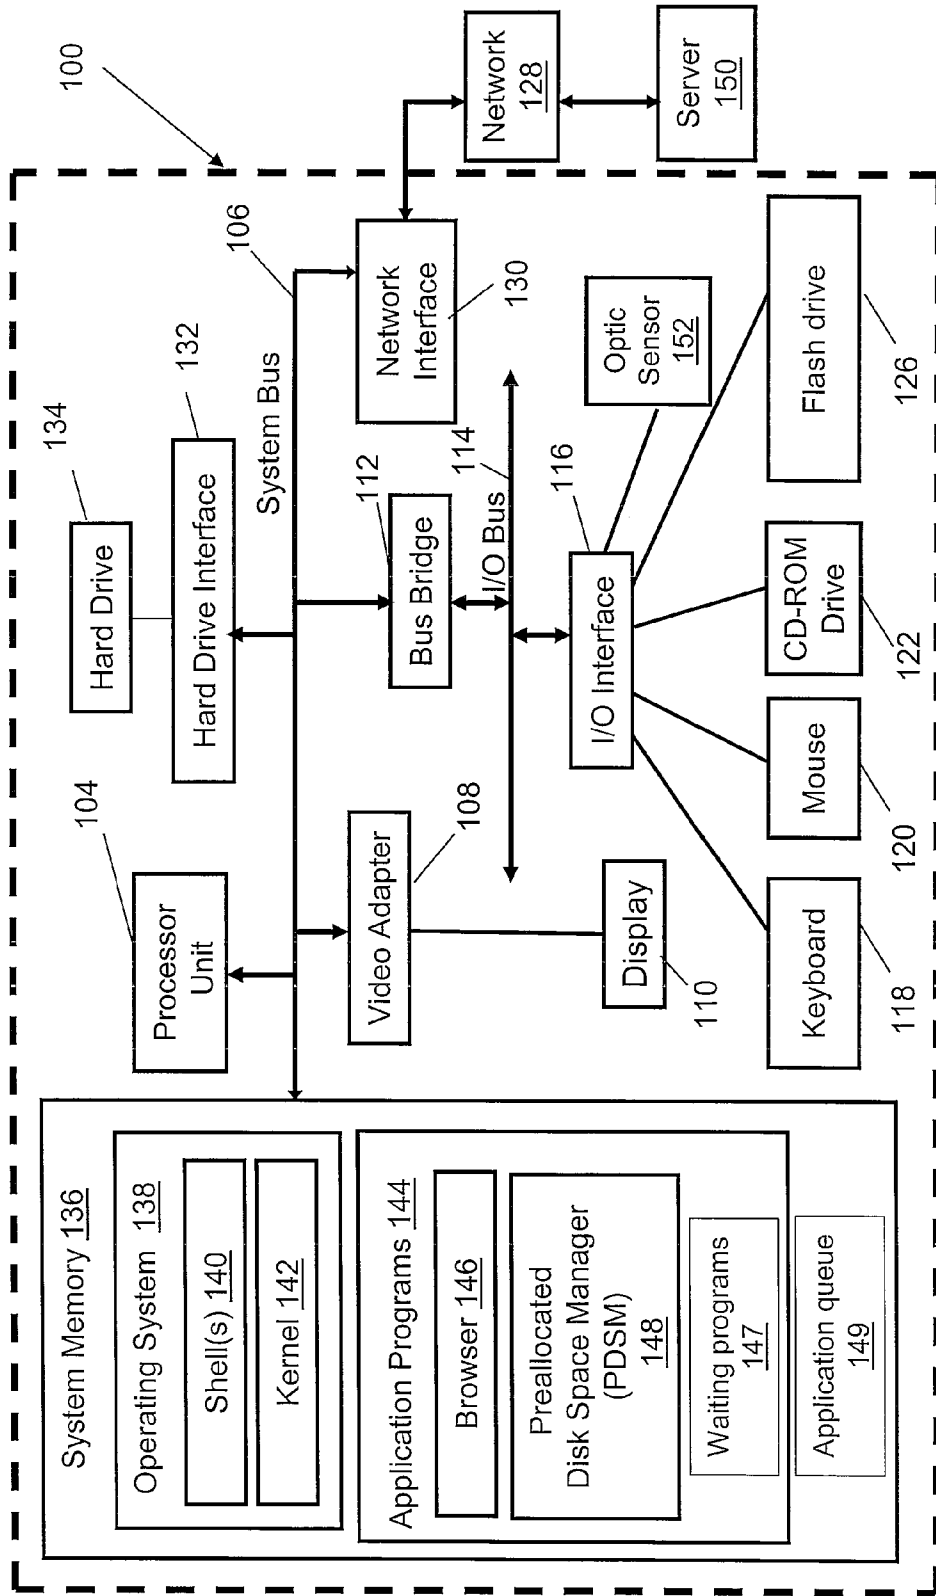 100
System Memory 136
Operating System 138
Shell(s) 140
Kernel 142
Application Programs 144
Browser 146
Preallocated
Disk Space Manager
(PDSM)
148
Waiting programs
147
Application queue
149
104
Processor
Unit
134
Hard Drive
132
Hard Drive Interface
106
System Bus
Video Adapter
108
Display
110
112
Bus Bridge
114
I/O Bus
Network
Interface
130
Network
128
Server
150
116
I/O Interface
Optic
Sensor
152
Keyboard
118
Mouse
120
CD-ROM
Drive
122
Flash drive
126